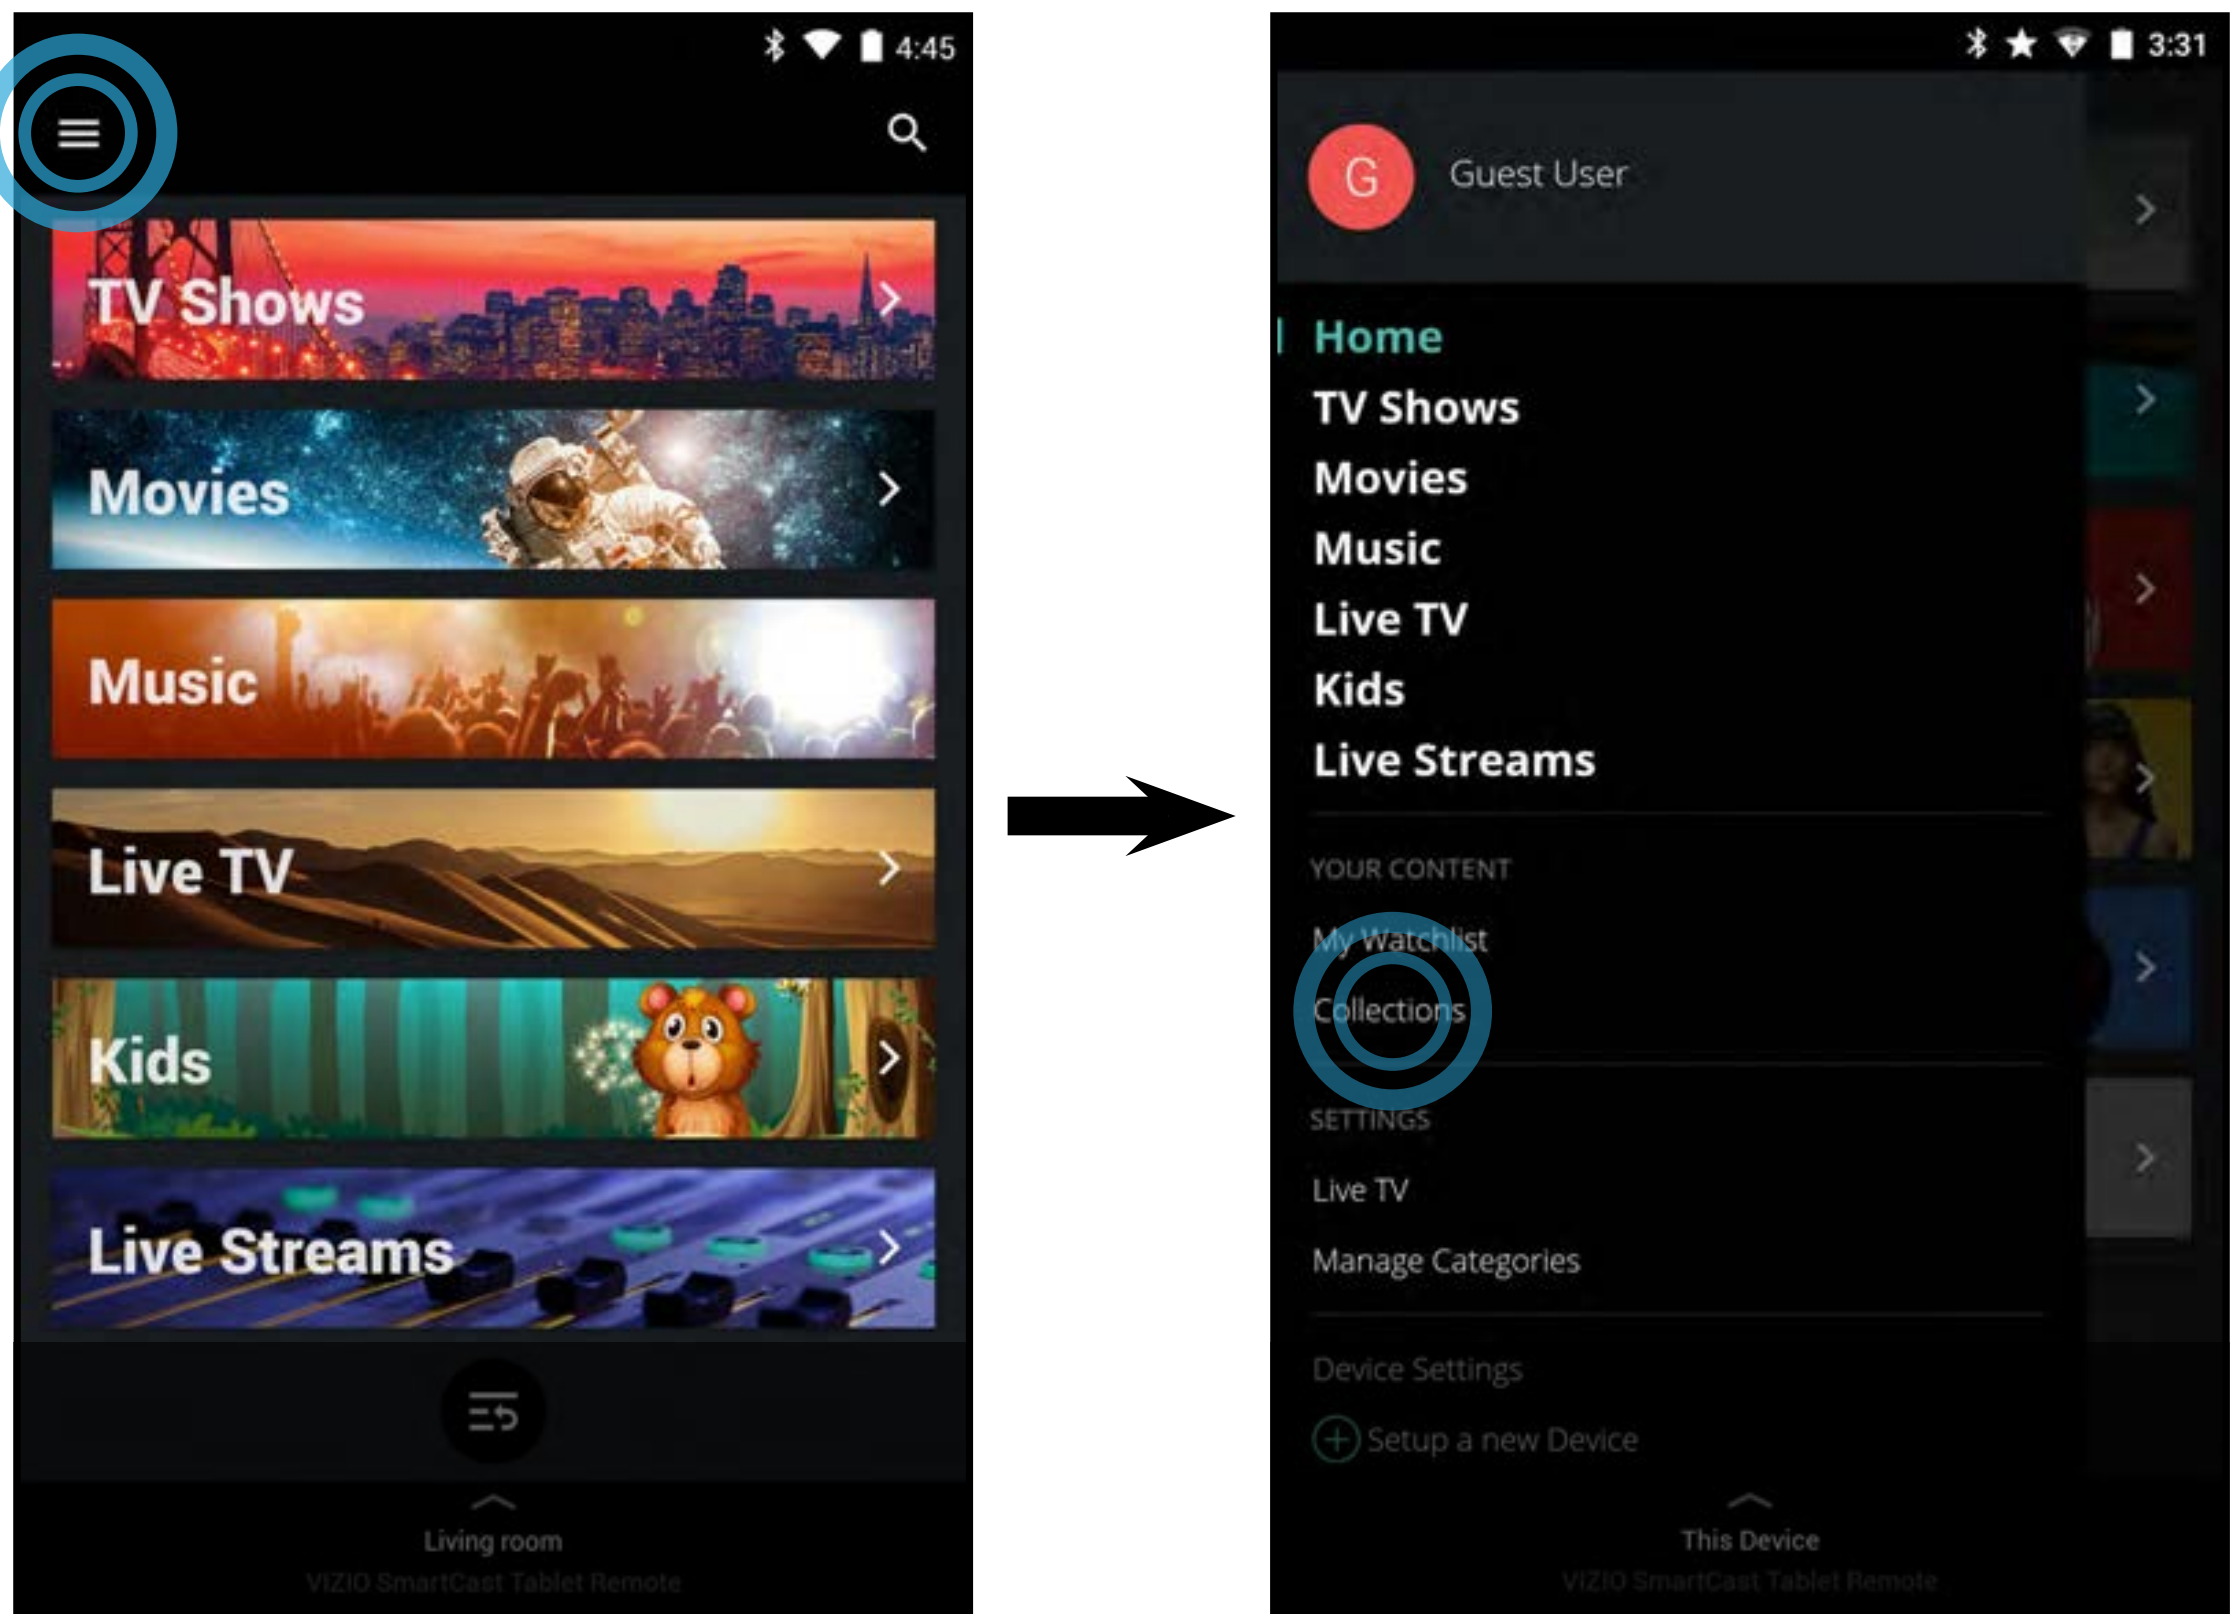 4:45
TV Shows
Movies
Music
Live TV
Kids
Live Streams
Living room
VIZIO SmartCast Tablet Remote
3:31
G
Guest User
Home
TV Shows
Movies
Music
Live TV
Kids
Live Streams
YOUR CONTENT
My Watchlist
Collections
SETTINGS
Live TV
Manage Categories
Device Settings
Setup a new Device
This Device
VIZIO SmartCast Tablet Remote